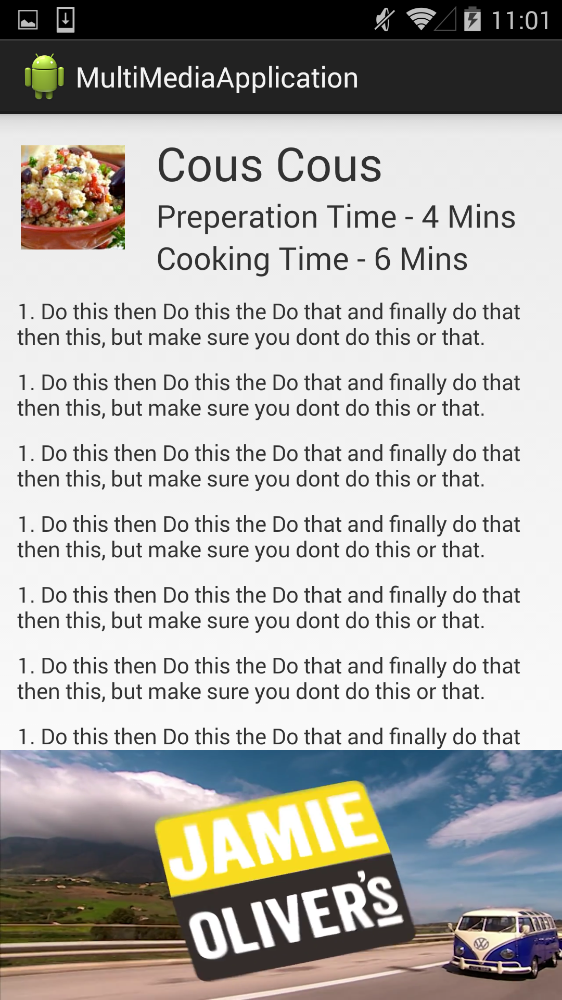 11:01
MultiMediaApplication
Cous Cous
Preperation Time - 4 Mins
Cooking Time - 6 Mins
1. Do this then Do this the Do that and finally do that
then this, but make sure you dont do this or that.
1. Do this then Do this the Do that and finally do that
then this, but make sure you dont do this or that.
1. Do this then Do this the Do that and finally do that
then this, but make sure you dont do this or that.
1. Do this then Do this the Do that and finally do that
then this, but make sure you dont do this or that.
1. Do this then Do this the Do that and finally do that
then this, but make sure you dont do this or that.
1. Do this then Do this the Do that and finally do that
then this, but make sure you dont do this or that.
1. Do this then Do this the Do that and finally do that
JAMIE
OLIVER'S